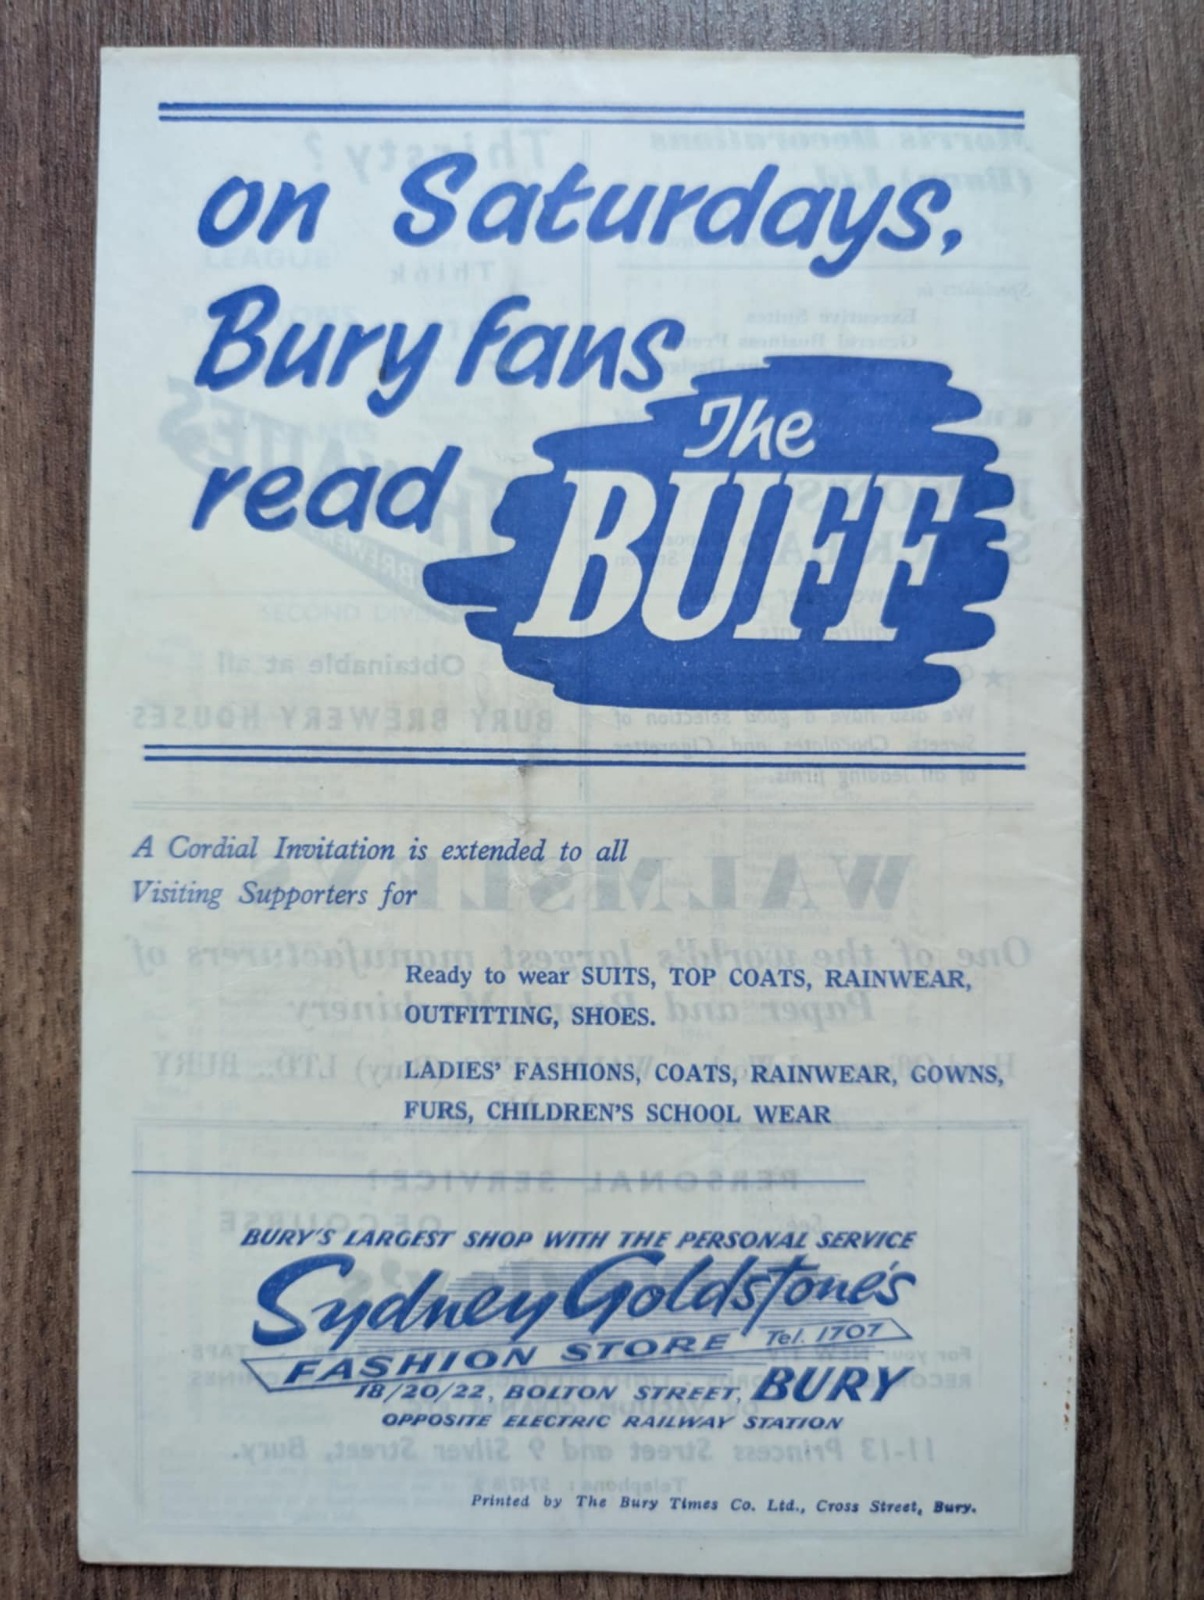 on Saturdays,
Bury fans
read The
BUFF
A Cordial Invitation is extended to all
Visiting Supporters for
Ready to wear SUITS, TOP COATS, RAINWEAR,
OUTFITTING, SHOES.
LADIES' FASHIONS, COATS, RAINWEAR, GOWNS,
FURS, CHILDREN'S SCHOOL WEAR
BURY'S LARGEST SHOP WITH THE PERSONAL SERVICE
Sydney Goldstone's
FASHION STORE Tel. 1707
18/20/22, BOLTON STREET, BURY
OPPOSITE ELECTRIC RAILWAY STATION
Printed by The Bury Times Co. Ltd., Cross Street, Bury.